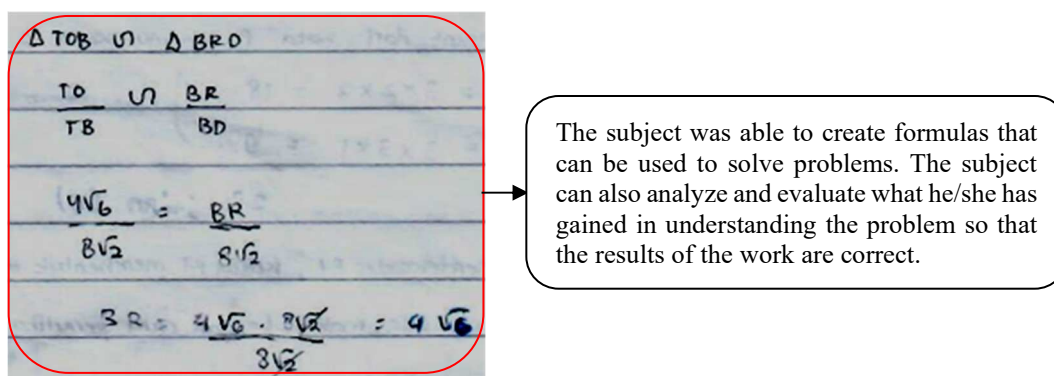 Δ TOB ∽ Δ BRD
TO/TB ∽ BR/BD
4√6/8√2 = BR/8√2
BR = 4√6 · 8√2/8√2 = 4√6
The subject was able to create formulas that
can be used to solve problems. The subject
can also analyze and evaluate what he/she has
gained in understanding the problem so that
the results of the work are correct.